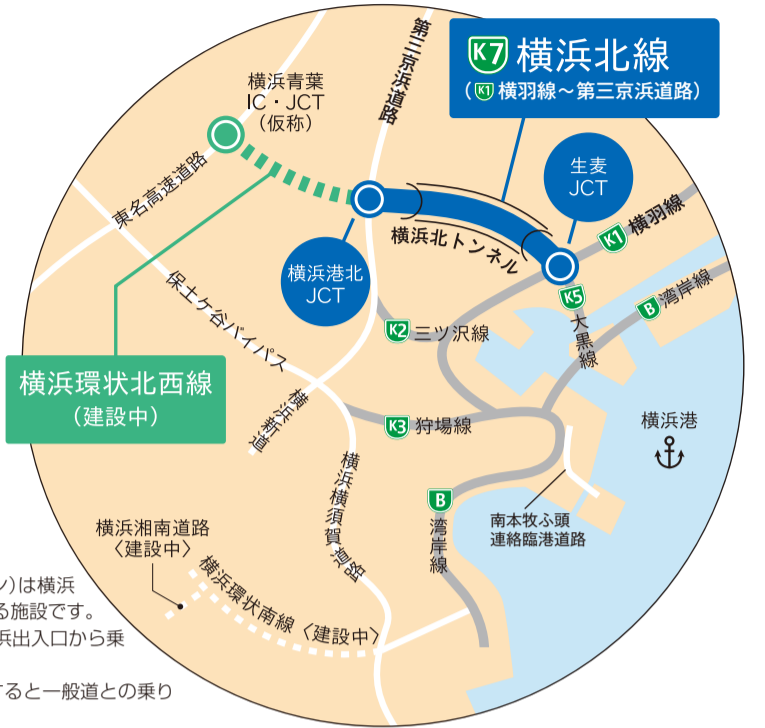 K7 横浜北線
(K1 横羽線～第三京浜道路)
第三京浜道路
横浜青葉
IC・JCT
(仮称)
生麦
JCT
東名高速道路
横浜北トンネル
K1 横羽線
横浜港北
JCT
K5 大黒線
B 湾岸線
保土ケ谷バイパス
K2 三ツ沢線
横浜環状北西線
(建設中)
横浜新道
K3 狩場線
横浜港
横浜横須賀道路
B 湾岸線
南本牧ふ頭
連絡臨港道路
横浜湘南道路
〈建設中〉
横浜環状南線〈建設中〉
ン)は横浜
る施設です。
浜出入口から乗
すると一般道との乗り